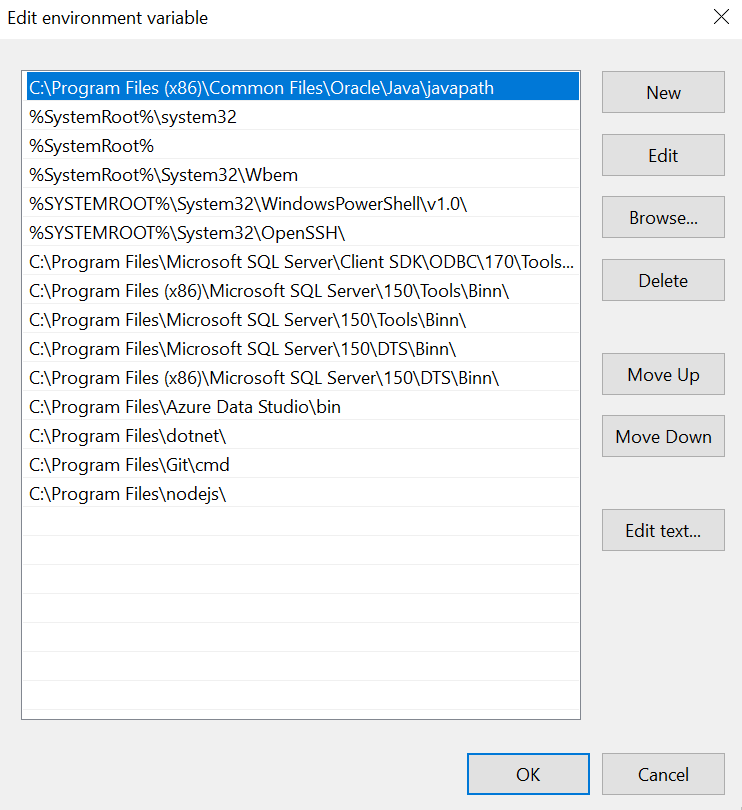 Edit environment variable
C:\Program Files (x86)\Common Files\Oracle\Java\javapath
%SystemRoot%\system32
%SystemRoot%
%SystemRoot%\System32\Wbem
%SYSTEMROOT%\System32\WindowsPowerShell\v1.0\
%SYSTEMROOT%\System32\OpenSSH\
C:\Program Files\Microsoft SQL Server\Client SDK\ODBC\170\Tools...
C:\Program Files (x86)\Microsoft SQL Server\150\Tools\Binn\
C:\Program Files\Microsoft SQL Server\150\Tools\Binn\
C:\Program Files\Microsoft SQL Server\150\DTS\Binn\
C:\Program Files (x86)\Microsoft SQL Server\150\DTS\Binn\
C:\Program Files\Azure Data Studio\bin
C:\Program Files\dotnet\
C:\Program Files\Git\cmd
C:\Program Files\nodejs\
New
Edit
Browse...
Delete
Move Up
Move Down
Edit text...
OK
Cancel